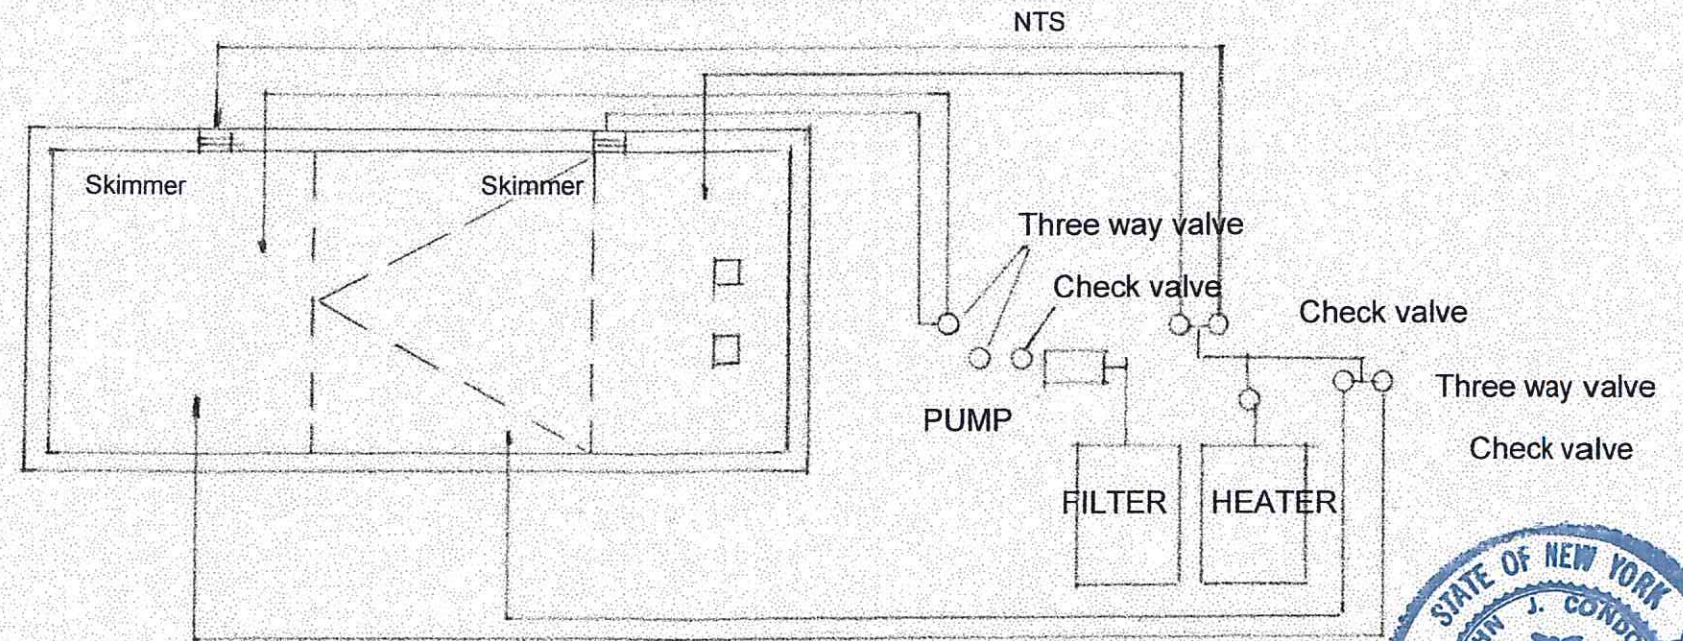 NTS
Skimmer
Skimmer
Three way valve
Check valve
Check valve
Three way valve
PUMP
Check valve
FILTER
HEATER
STATE OF NEW YORK
J.